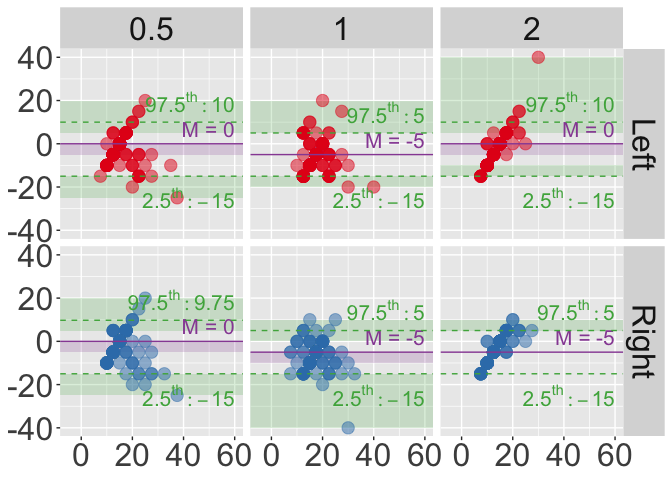 0.5 1 2
40
20 97.5th : 10 97.5th : 5 97.5th : 10
0 M = 0 M = -5 M = 0 Left
-20 2.5th : −15 2.5th : −15 2.5th : −15
-40
40
20 97.5th : 9.75 97.5th : 5 97.5th : 5
0 M = 0 M = -5 M = -5 Right
-20
2.5th : −15 2.5th : −15 2.5th : −15
-40
0 20 40 60 0 20 40 60 0 20 40 60